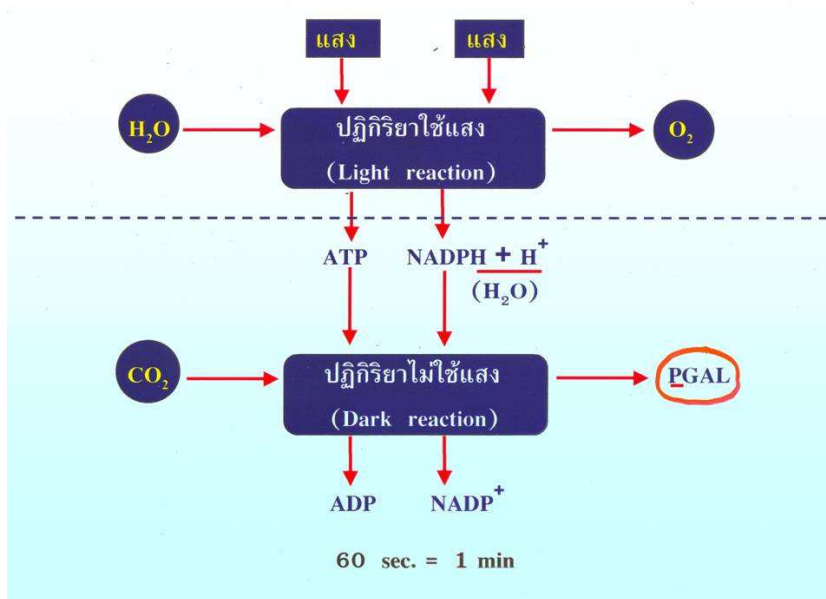 แสง แสง
H₂O ปฏิกิริยาใช้แสง O₂
(Light reaction)
ATP NADPH + H⁺
(H₂O)
CO₂ ปฏิกิริยาไม่ใช้แสง PGAL
(Dark reaction)
ADP NADP⁺
60 sec. = 1 min